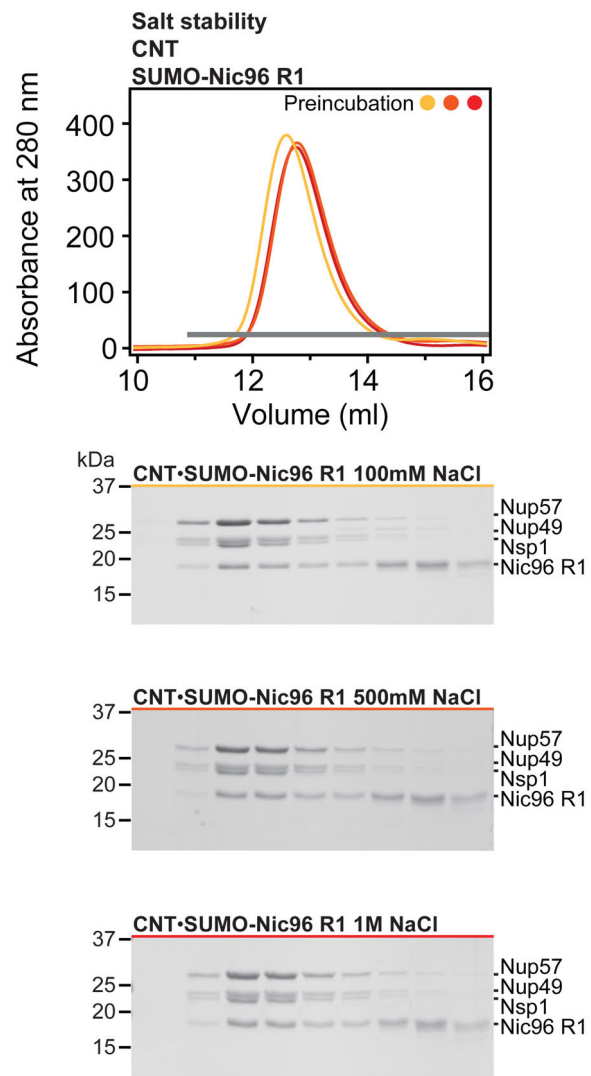 Salt stability
CNT
SUMO-Nic96 R1
Preincubation
Absorbance at 280 nm
400
300
200
100
0
10 12 14 16
Volume (ml)
kDa
CNT•SUMO-Nic96 R1 100mM NaCl
37
25
20
15
Nup57
Nup49
Nsp1
Nic96 R1
CNT•SUMO-Nic96 R1 500mM NaCl
37
25
20
15
Nup57
Nup49
Nsp1
Nic96 R1
CNT•SUMO-Nic96 R1 1M NaCl
37
25
20
15
Nup57
Nup49
Nsp1
Nic96 R1